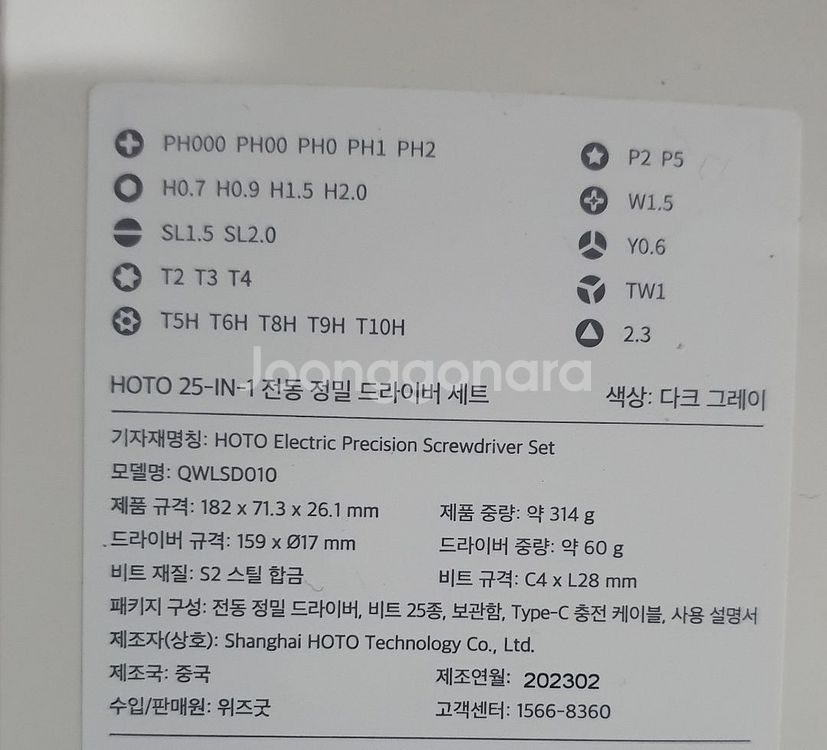 PH000 PH00 PH0 PH1 PH2
P2 P5
H0.7 H0.9 H1.5 H2.0
W1.5
SL1.5 SL2.0
Y0.6
T2 T3 T4
TW1
T5H T6H T8H T9H T10H
2.3
Joonggonara
HOTO 25-IN-1 전동 정밀 드라이버 세트
색상: 다크 그레이
기자재명칭: HOTO Electric Precision Screwdriver Set
모델명: QWLSD010
제품 규격: 182 x 71.3 x 26.1 mm
제품 중량: 약 314 g
드라이버 규격: 159 x Ø17 mm
드라이버 중량: 약 60 g
비트 재질: S2 스틸 합금
비트 규격: C4 x L28 mm
패키지 구성: 전동 정밀 드라이버, 비트 25종, 보관함, Type-C 충전 케이블, 사용 설명서
제조자(상호): Shanghai HOTO Technology Co., Ltd.
제조국: 중국
제조연월: 202302
수입/판매원: 위즈굿
고객센터: 1566-8360